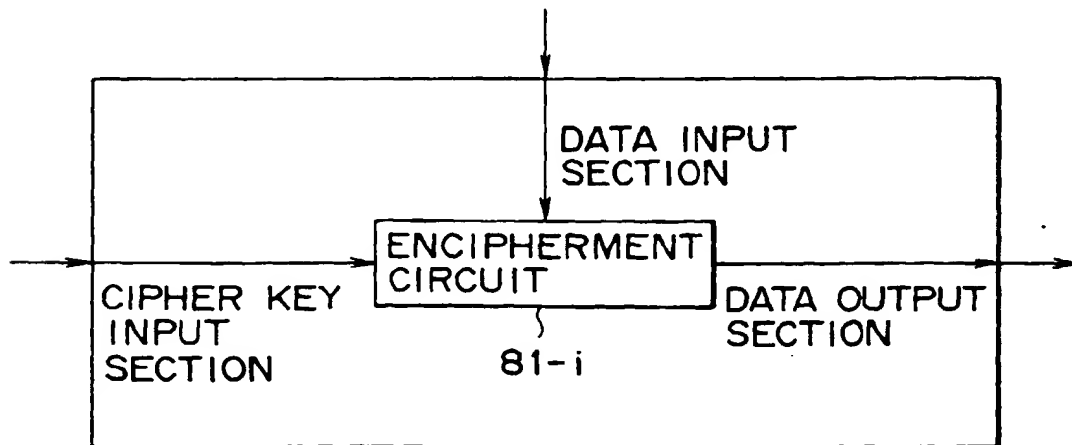 DATA INPUT
SECTION
ENCIPHERMENT
CIRCUIT
CIPHER KEY
INPUT
SECTION
DATA OUTPUT
SECTION
81-i